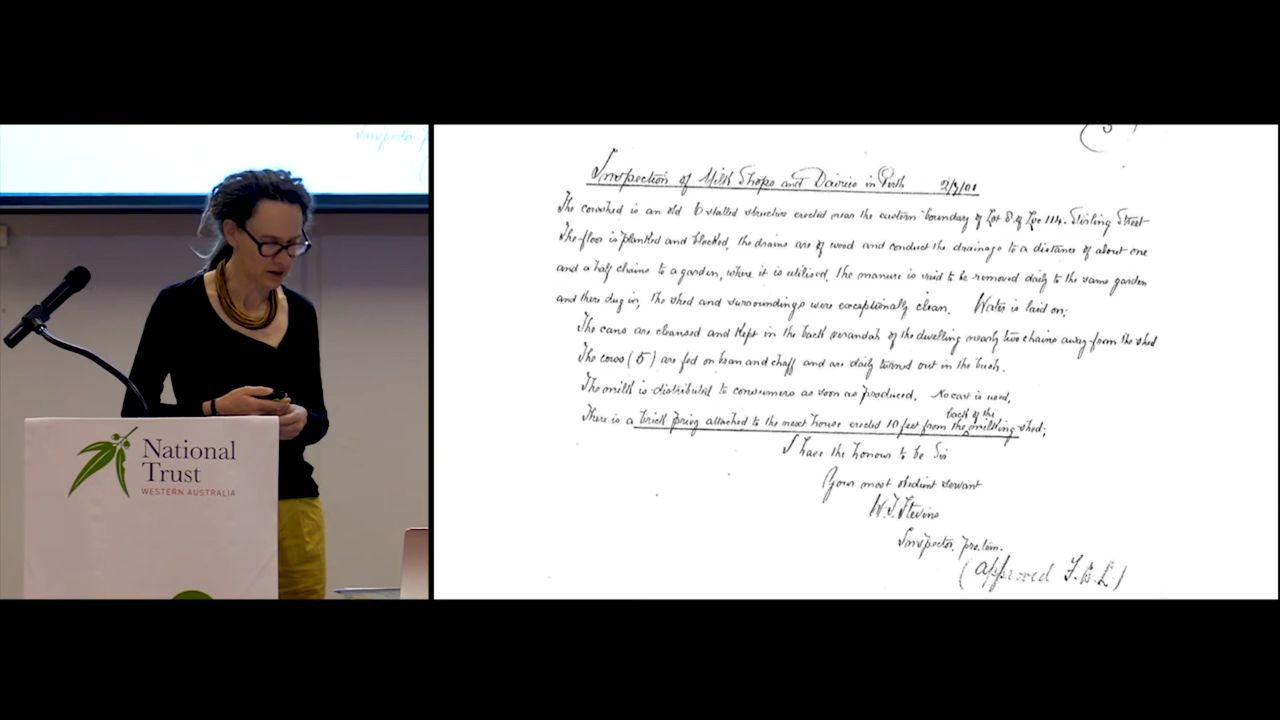 National
Trust
WESTERN AUSTRALIA
Inspection of Milk Shops and Dairies in Perth 2/7/01
The cowshed is an old 6 stalled structure erected near the eastern boundary of Lot 8 of Loc 114. Stirling Street
The floor is planked and blocked, the drains are of wood and conduct the drainage to a distance of about one
and a half chains to a garden, where it is utilised, the manure is said to be removed daily to the same garden
and there dug in; The shed and surroundings were exceptionally clean. Water is laid on;
The cans are cleansed and kept in the back verandah of the dwelling nearly two chains away from the shed
The cows (5) are fed on bran and chaff and are daily turned out in the bush.
The milk is distributed to consumers as soon as produced. No cart is used,
There is a brick privy attached to the next house erected 10 feet from the back of the milking shed;
I have the honour to be Sir
Your most obedient servant
W. J. Stevens
Inspector, pro. tem.
(Approved F. B. L.)